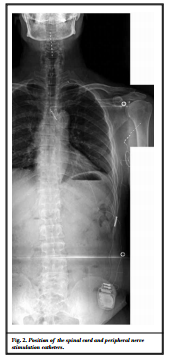 Fig. 2. Position of the spinal cord and peripheral nerve
stimulation catheters.